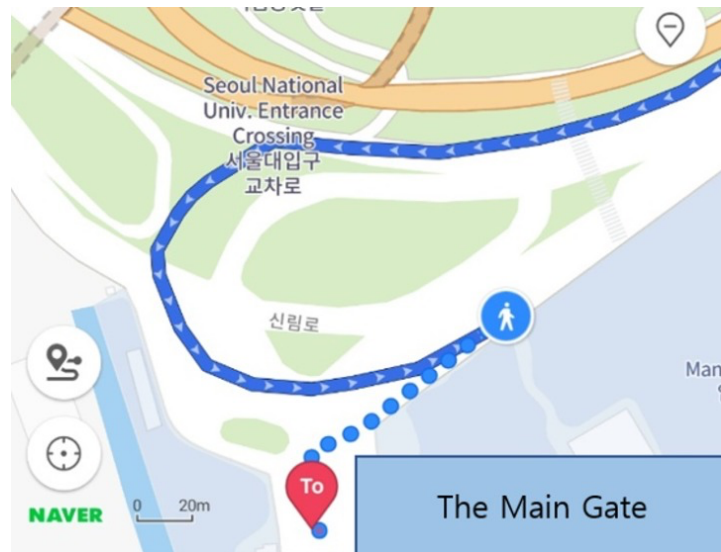 Seoul National
Univ. Entrance
Crossing
서울대입구
교차로
신림로
Man
To
NAVER
0 20m
The Main Gate